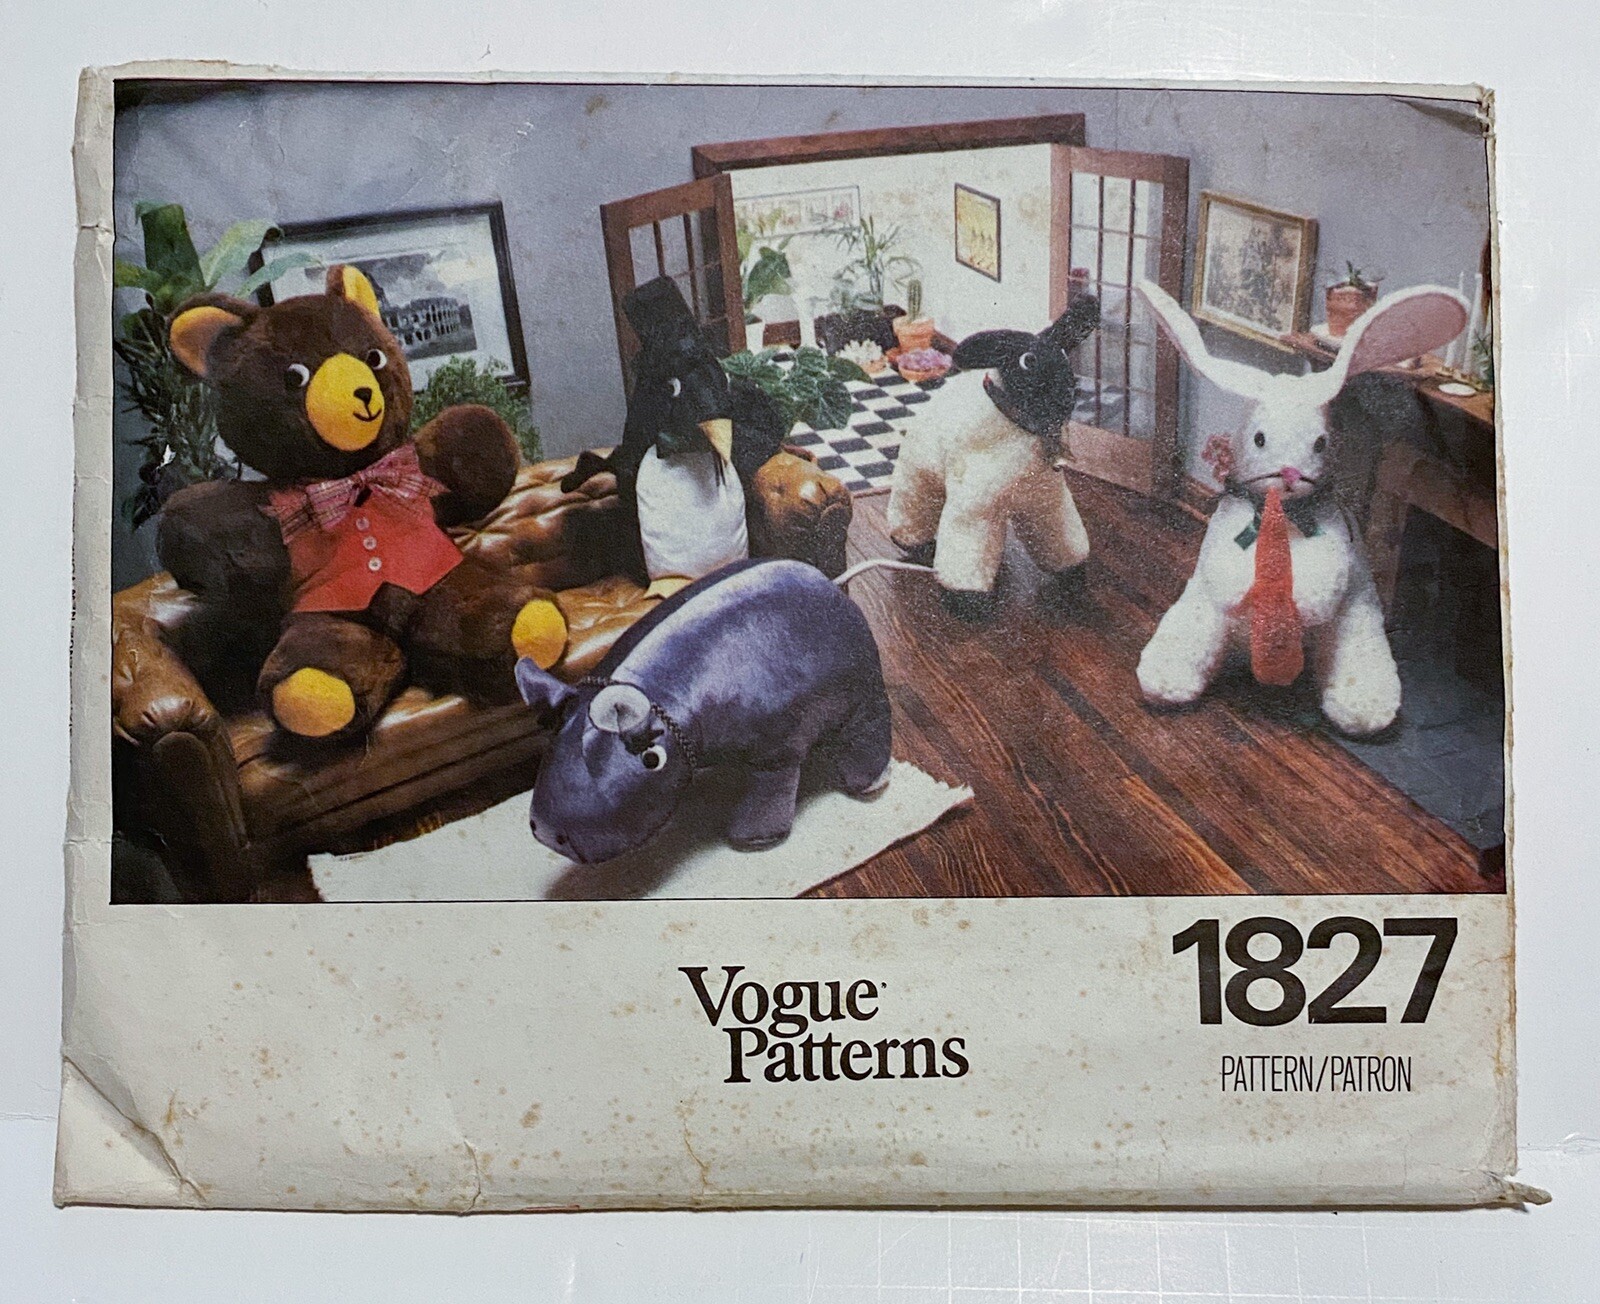 Vogue
Patterns
1827
PATTERN/PATRON